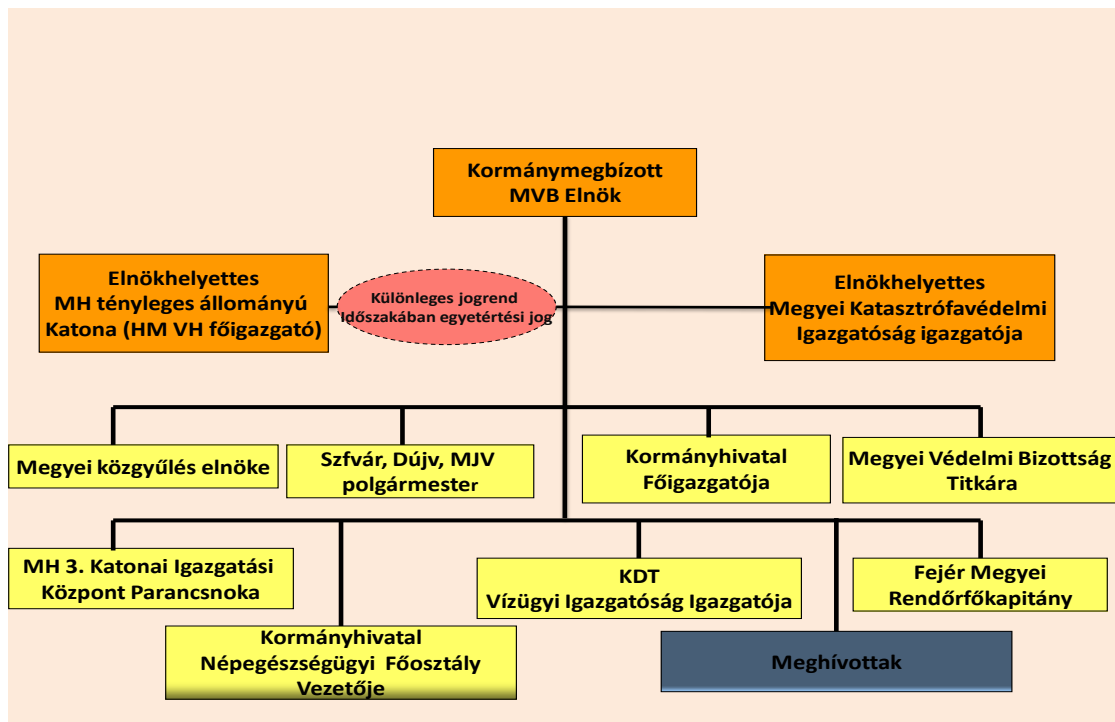 Kormánymegbízott
MVB Elnök
Elnökhelyettes
MH tényleges állományú
Katona (HM VH főigazgató)
Különleges jogrend
Időszakában egyetértési jog
Elnökhelyettes
Megyei Katasztrófavédelmi
Igazgatóság igazgatója
Megyei közgyűlés elnöke
Szfvár, Dújv, MJV
polgármester
Kormányhivatal
Főigazgatója
Megyei Védelmi Bizottság
Titkára
MH 3. Katonai Igazgatási
Központ Parancsnoka
Kormányhivatal
Népegészségügyi Főosztály
Vezetője
KDT
Vízügyi Igazgatóság Igazgatója
Fejér Megyei
Rendőrfőkapitány
Meghívottak